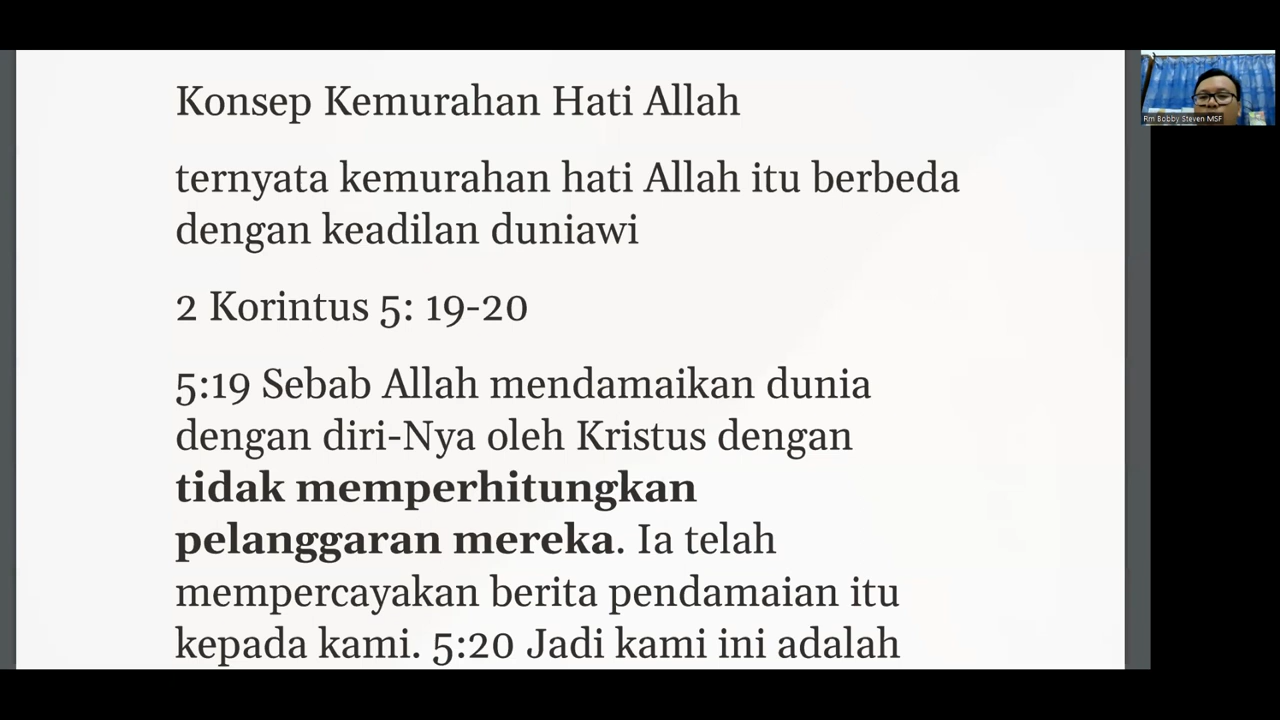 Konsep Kemurahan Hati Allah
ternyata kemurahan hati Allah itu berbeda
dengan keadilan duniawi
2 Korintus 5: 19-20
5:19 Sebab Allah mendamaikan dunia
dengan diri-Nya oleh Kristus dengan
tidak memperhitungkan
pelanggaran mereka. Ia telah
mempercayakan berita pendamaian itu
kepada kami. 5:20 Jadi kami ini adalah
Rm Bobby Steven MSF